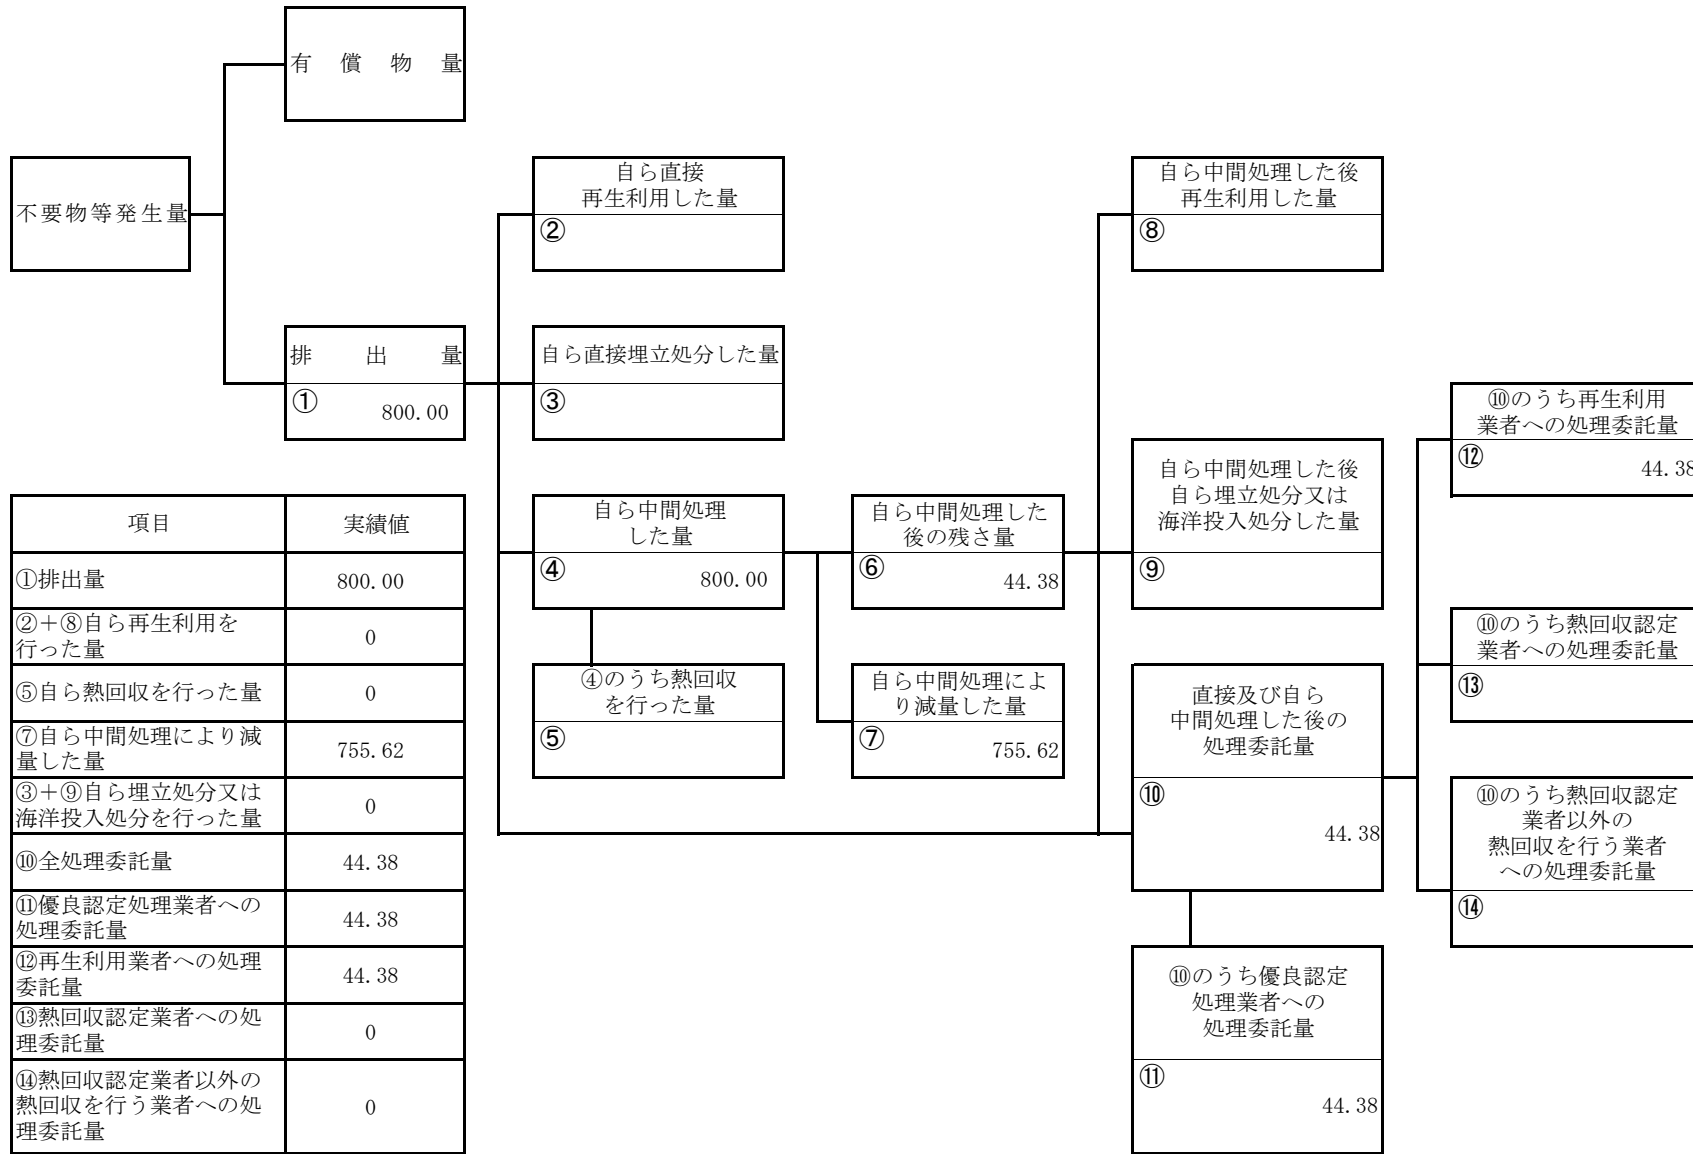 有償物量
不要物等発生量
排出量
① 800.00
自ら直接
再生利用した量
②
自ら直接埋立処分した量
③
自ら中間処理
した量
④ 800.00
④のうち熱回収
を行った量
⑤
自ら中間処理した
後の残さ量
⑥ 44.38
自ら中間処理によ
り減量した量
⑦ 755.62
自ら中間処理した後
再生利用した量
⑧
自ら中間処理した後
自ら埋立処分又は
海洋投入処分した量
⑨
直接及び自ら
中間処理した後の
処理委託量
⑩
44.38
⑩のうち優良認定
処理業者への
処理委託量
⑪
44.38
⑩のうち再生利用
業者への処理委託量
⑫ 44.38
⑩のうち熱回収認定
業者への処理委託量
⑬
⑩のうち熱回収認定
業者以外の
熱回収を行う業者
への処理委託量
⑭
項目 実績値
①排出量 800.00
②＋⑧自ら再生利用を
行った量 0
⑤自ら熱回収を行った量 0
⑦自ら中間処理により減
量した量 755.62
③＋⑨自ら埋立処分又は
海洋投入処分を行った量 0
⑩全処理委託量 44.38
⑪優良認定処理業者への
処理委託量 44.38
⑫再生利用業者への処理
委託量 44.38
⑬熱回収認定業者への処
理委託量 0
⑭熱回収認定業者以外の
熱回収を行う業者への処
理委託量 0